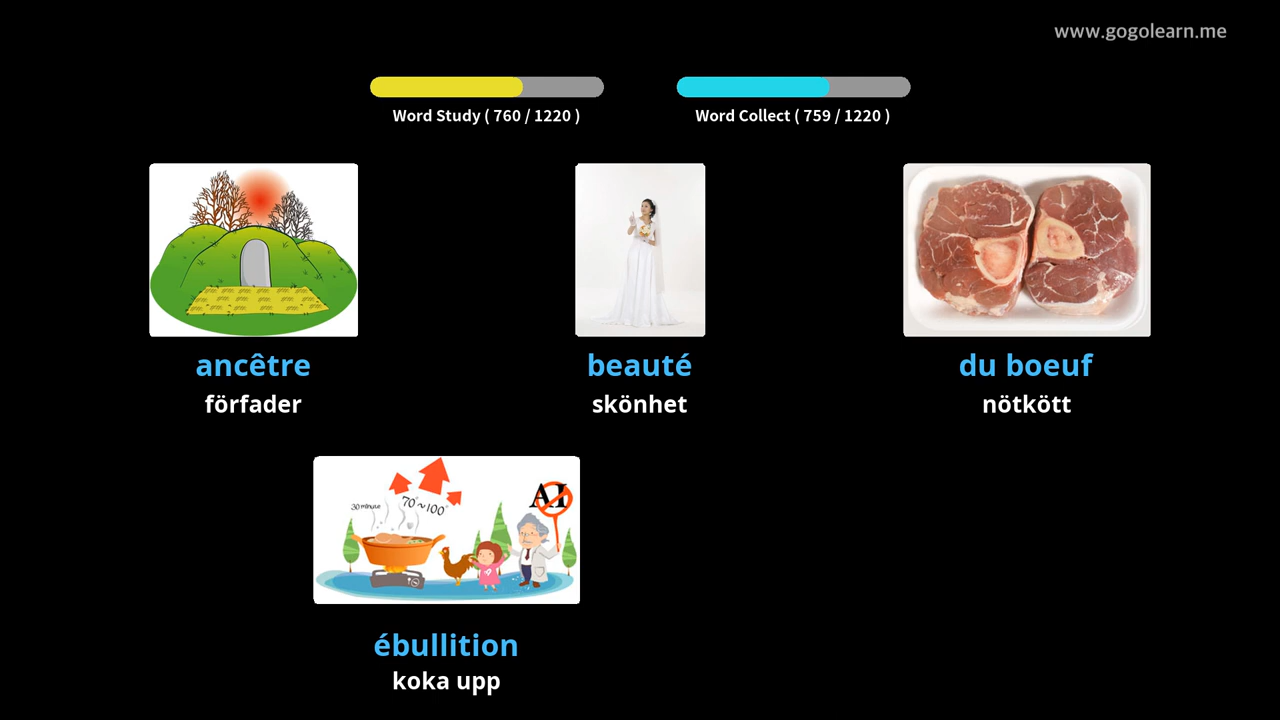 www.gogolearn.me
Word Study ( 760 / 1220 )
Word Collect ( 759 / 1220 )
ancêtre
förfader
beauté
skönhet
du boeuf
nötkött
30 minute
70°~100°
AI
ébullition
koka upp